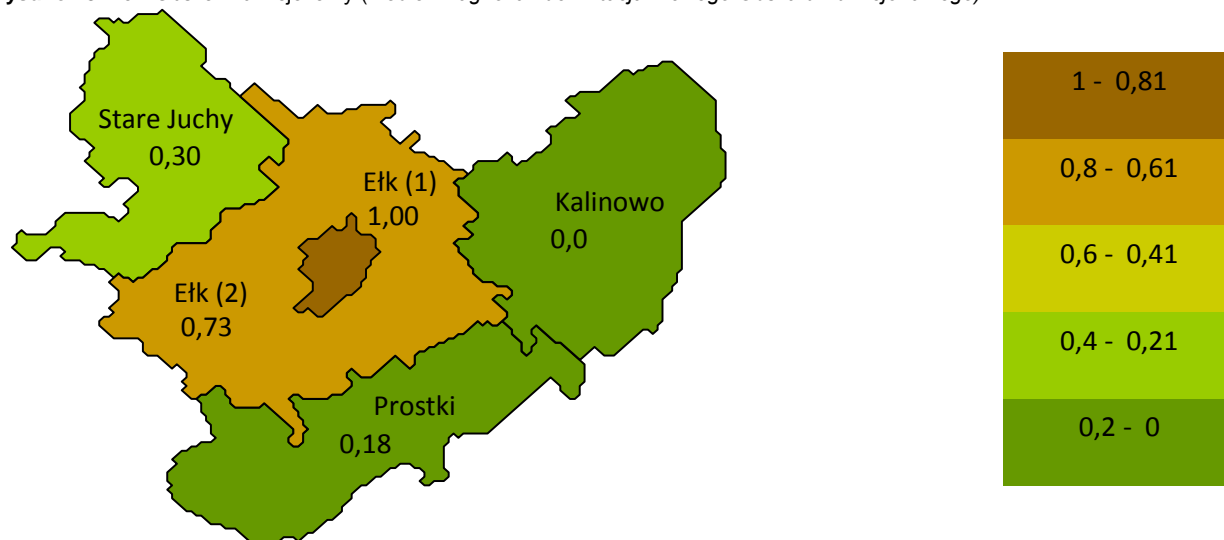 Stare Juchy
0,30
Ełk (1)
1,00
Kalinowo
0,0
Ełk (2)
0,73
Prostki
0,18
1 - 0,81
0,8 - 0,61
0,6 - 0,41
0,4 - 0,21
0,2 - 0